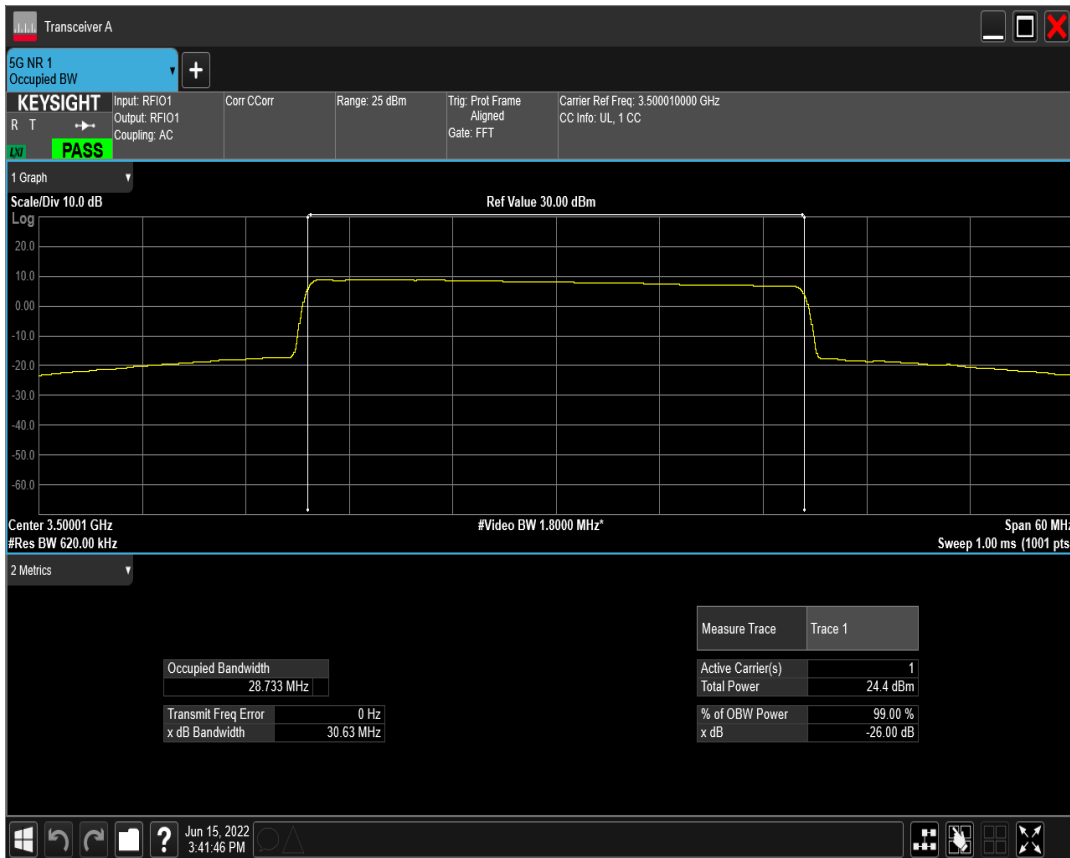 Transceiver A
5G NR 1
Occupied BW
+
KEYSIGHT
R T
LXI
PASS
Input: RFIO1
Output: RFIO1
Coupling: AC
Corr CCorr
Range: 25 dBm
Trig: Prot Frame
Aligned
Gate: FFT
Carrier Ref Freq: 3.500010000 GHz
CC Info: UL, 1 CC
1 Graph
Scale/Div 10.0 dB
Ref Value 30.00 dBm
Log
20.0
10.0
0.00
-10.0
-20.0
-30.0
-40.0
-50.0
-60.0
Center 3.50001 GHz
#Video BW 1.8000 MHz*
Span 60 MHz
#Res BW 620.00 kHz
Sweep 1.00 ms (1001 pts
2 Metrics
Measure Trace Trace 1
Occupied Bandwidth
28.733 MHz
Active Carrier(s) 1
Total Power 24.4 dBm
Transmit Freq Error 0 Hz
x dB Bandwidth 30.63 MHz
% of OBW Power 99.00 %
x dB -26.00 dB
?
Jun 15, 2022
3:41:46 PM